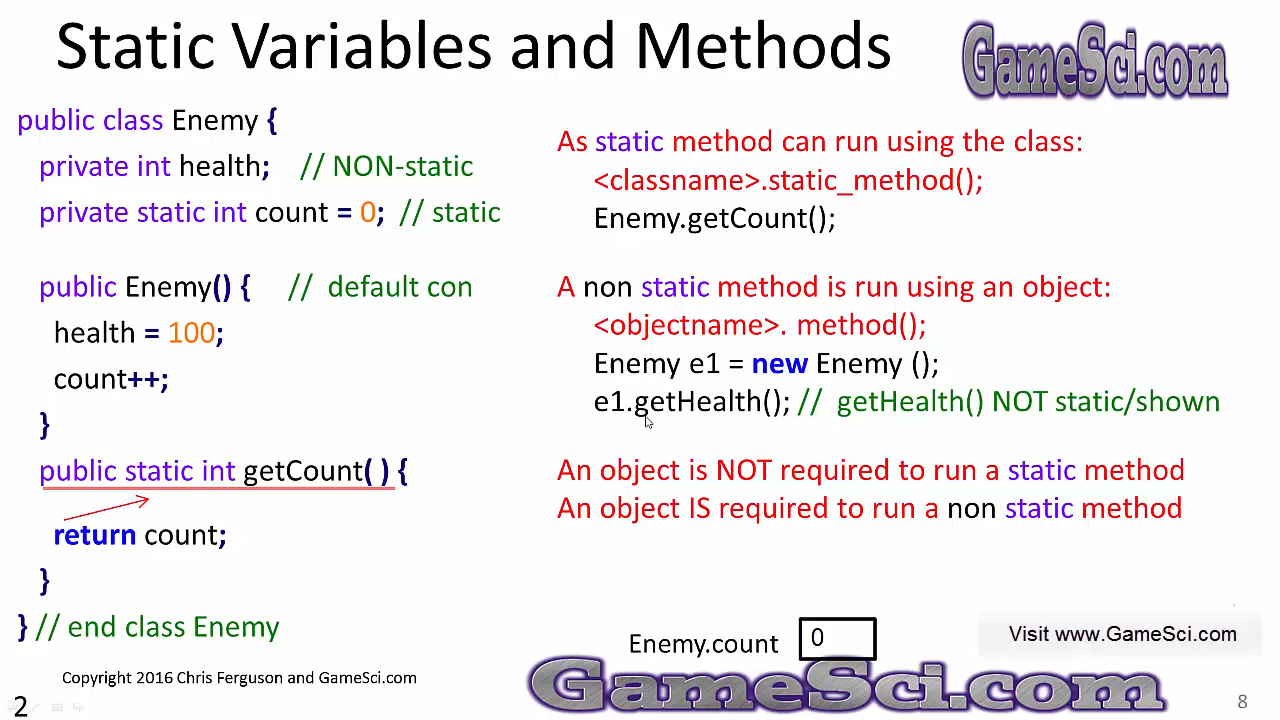 Static Variables and Methods
GameSci.com
public class Enemy {
private int health; // NON-static
private static int count = 0; // static
public Enemy() { // default con
health = 100;
count++;
}
public static int getCount( ) {
return count;
}
} // end class Enemy
As static method can run using the class:
<classname>.static_method();
Enemy.getCount();
A non static method is run using an object:
<objectname>. method();
Enemy e1 = new Enemy ();
e1.getHealth(); // getHealth() NOT static/shown
An object is NOT required to run a static method
An object IS required to run a non static method
Enemy.count 0
Visit www.GameSci.com
Copyright 2016 Chris Ferguson and GameSci.com
GameSci.com
2
8